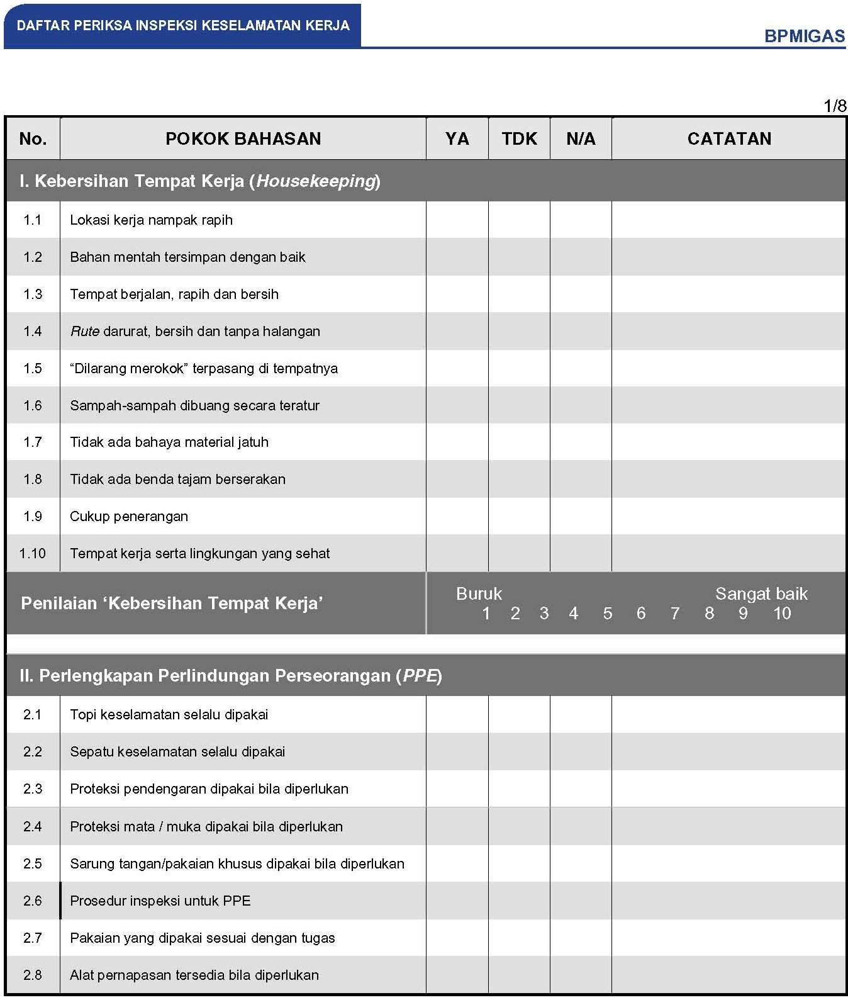 DAFTAR PERIKSA INSPEKSI KESELAMATAN KERJA
BPMIGAS
1/8
No. POKOK BAHASAN YA TDK N/A CATATAN
I. Kebersihan Tempat Kerja (Housekeeping)
1.1 Lokasi kerja nampak rapih
1.2 Bahan mentah tersimpan dengan baik
1.3 Tempat berjalan, rapih dan bersih
1.4 Rute darurat, bersih dan tanpa halangan
1.5 “Dilarang merokok” terpasang di tempatnya
1.6 Sampah-sampah dibuang secara teratur
1.7 Tidak ada bahaya material jatuh
1.8 Tidak ada benda tajam berserakan
1.9 Cukup penerangan
1.10 Tempat kerja serta lingkungan yang sehat
Penilaian ‘Kebersihan Tempat Kerja’
Buruk Sangat baik
1 2 3 4 5 6 7 8 9 10
II. Perlengkapan Perlindungan Perseorangan (PPE)
2.1 Topi keselamatan selalu dipakai
2.2 Sepatu keselamatan selalu dipakai
2.3 Proteksi pendengaran dipakai bila diperlukan
2.4 Proteksi mata / muka dipakai bila diperlukan
2.5 Sarung tangan/pakaian khusus dipakai bila diperlukan
2.6 Prosedur inspeksi untuk PPE
2.7 Pakaian yang dipakai sesuai dengan tugas
2.8 Alat pernapasan tersedia bila diperlukan